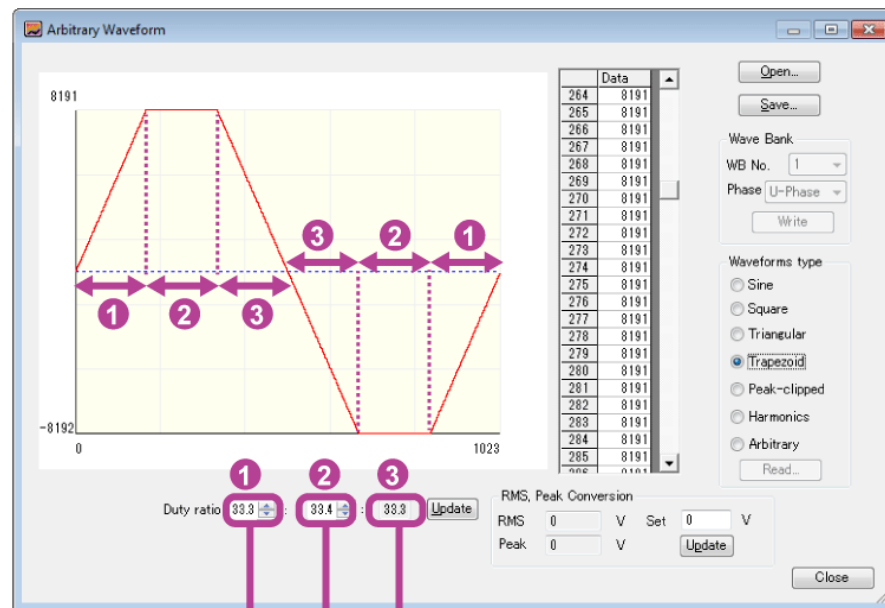 Arbitrary Waveform
8191
-8192
0
1023
1
2
3
3
2
1
Data
264 8191
265 8191
266 8191
267 8191
268 8191
269 8191
270 8191
271 8191
272 8191
273 8191
274 8191
275 8191
276 8191
277 8191
278 8191
279 8191
280 8191
281 8191
282 8191
283 8191
284 8191
285 8191
Open...
Save...
Wave Bank
WB No. 1
Phase U-Phase
Write
Waveforms type
Sine
Square
Triangular
Trapezoid
Peak-clipped
Harmonics
Arbitrary
Read...
1 2 3
Duty ratio 33.3 : 33.4 : 33.3 Update
RMS, Peak Conversion
RMS 0 V Set 0 V
Peak 0 V Update
Close